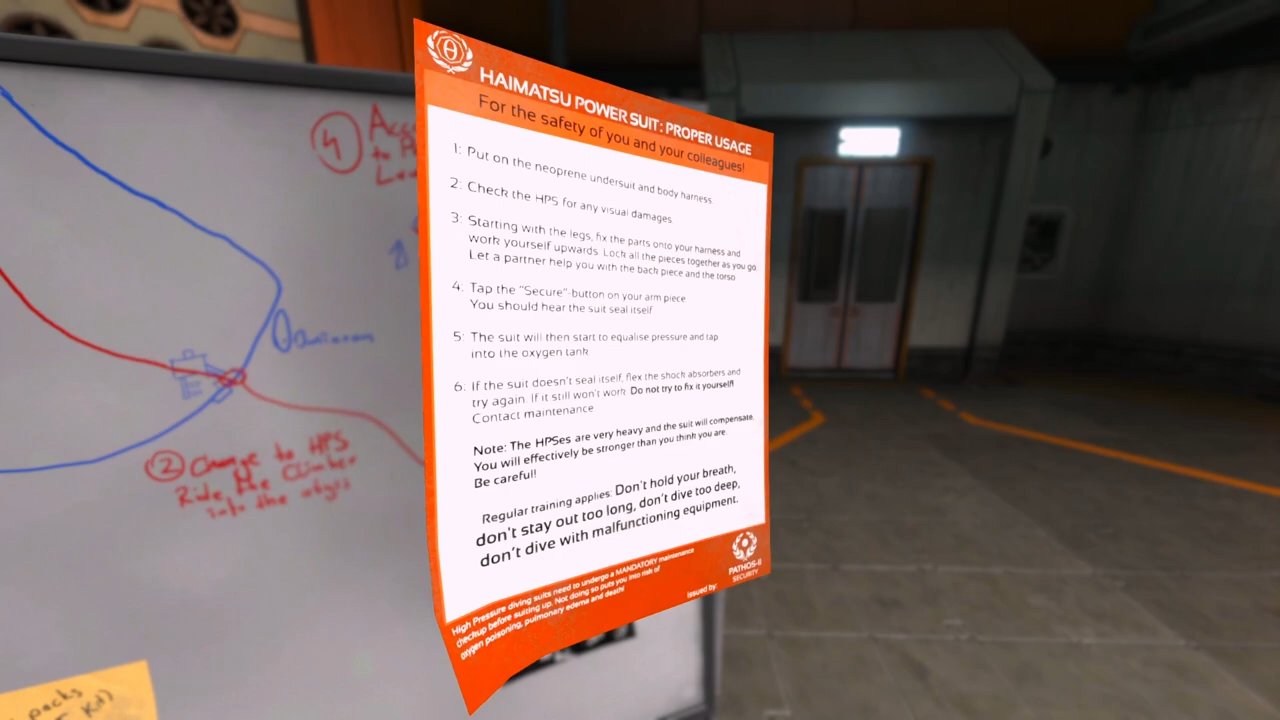 HAIMATSU POWER SUIT: PROPER USAGE
For the safety of you and your colleagues!
1: Put on the neoprene undersuit and body harness.
2: Check the HPS for any visual damages.
3: Starting with the legs, fix the parts onto your harness and
work yourself upwards. Lock all the pieces together as you go.
Let a partner help you with the back piece and the torso
4: Tap the "Secure"-button on your arm piece
You should hear the suit seal itself
5: The suit will then start to equalise pressure and tap
into the oxygen tank
6: If the suit doesn't seal itself, flex the shock absorbers and
try again. If it still won't work Do not try to fix it yourself!
Contact maintenance
Note: The HPSes are very heavy and the suit will compensate.
You will effectively be stronger than you think you are.
Be careful!
Regular training applies: Don't hold your breath,
don't stay out too long, don't dive too deep,
don't dive with malfunctioning equipment.
High Pressure diving suits need to undergo a MANDATORY maintenance
checkup before suiting up. Not doing so puts you into risk of
oxygen poisoning, pulmonary edema and death!
issued by:
PATHOS-II
SECURITY
4
to
2 Change to HPS
Ride the Climber
into the abyss
packs